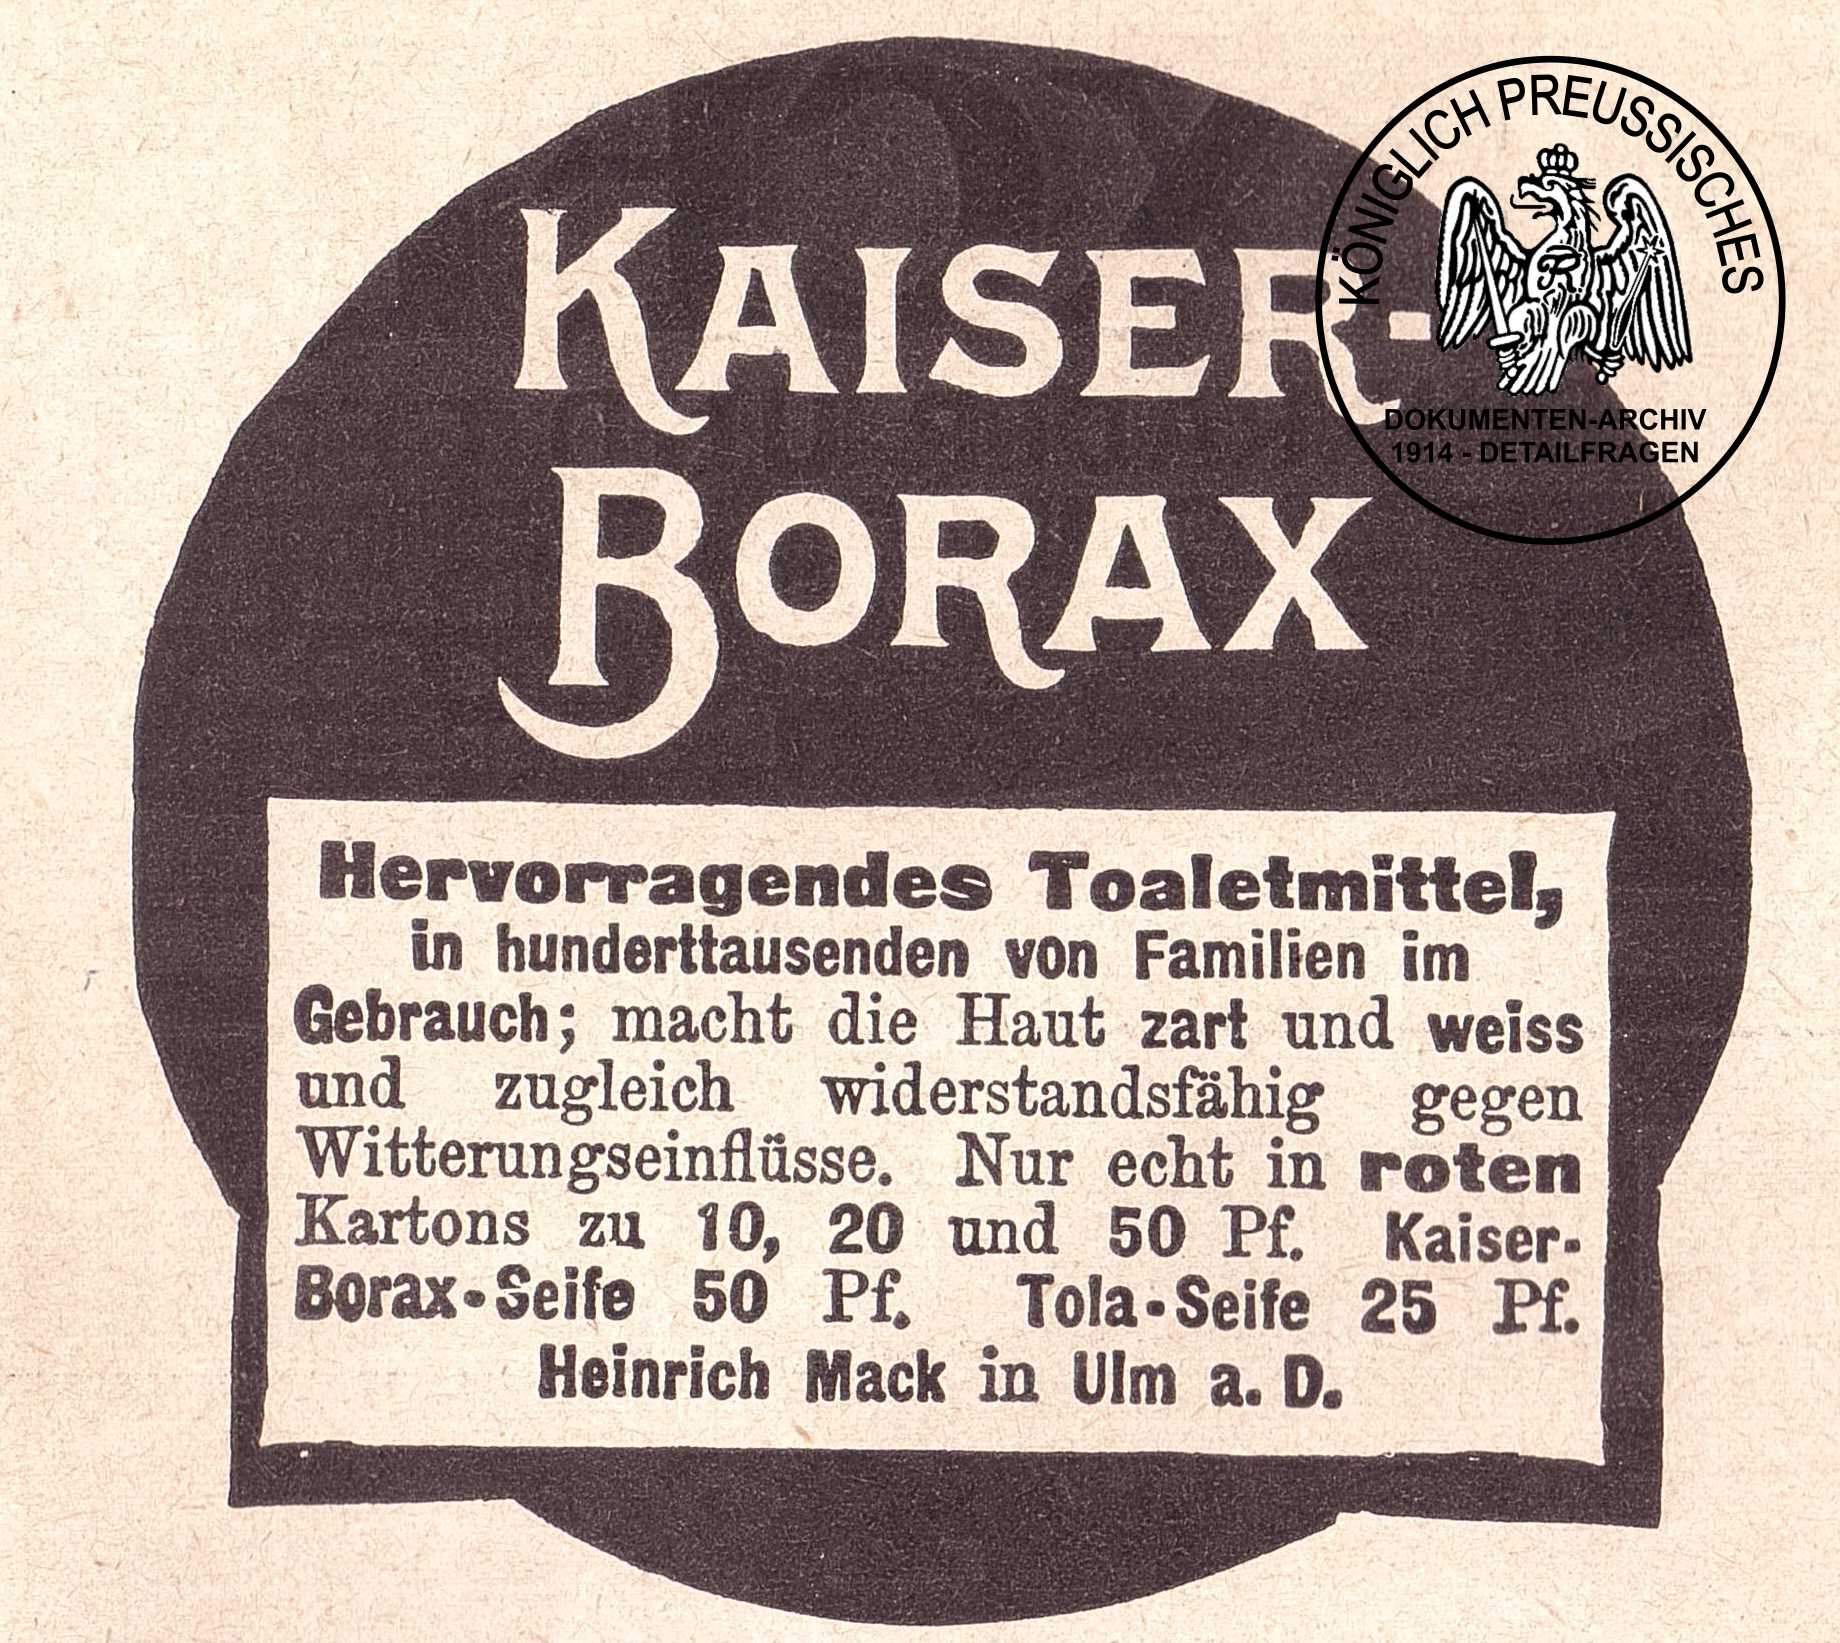 KAISER-
BORAX
KÖNIGLICH PREUSSISCHES
DOKUMENTEN-ARCHIV
1914 - DETAILFRAGEN
Hervorragendes Toaletmittel,
in hunderttausenden von Familien im
Gebrauch; macht die Haut zart und weiss
und zugleich widerstandsfähig gegen
Witterungseinflüsse. Nur echt in roten
Kartons zu 10, 20 und 50 Pf. Kaiser-
Borax-Seife 50 Pf. Tola-Seife 25 Pf.
Heinrich Mack in Ulm a. D.